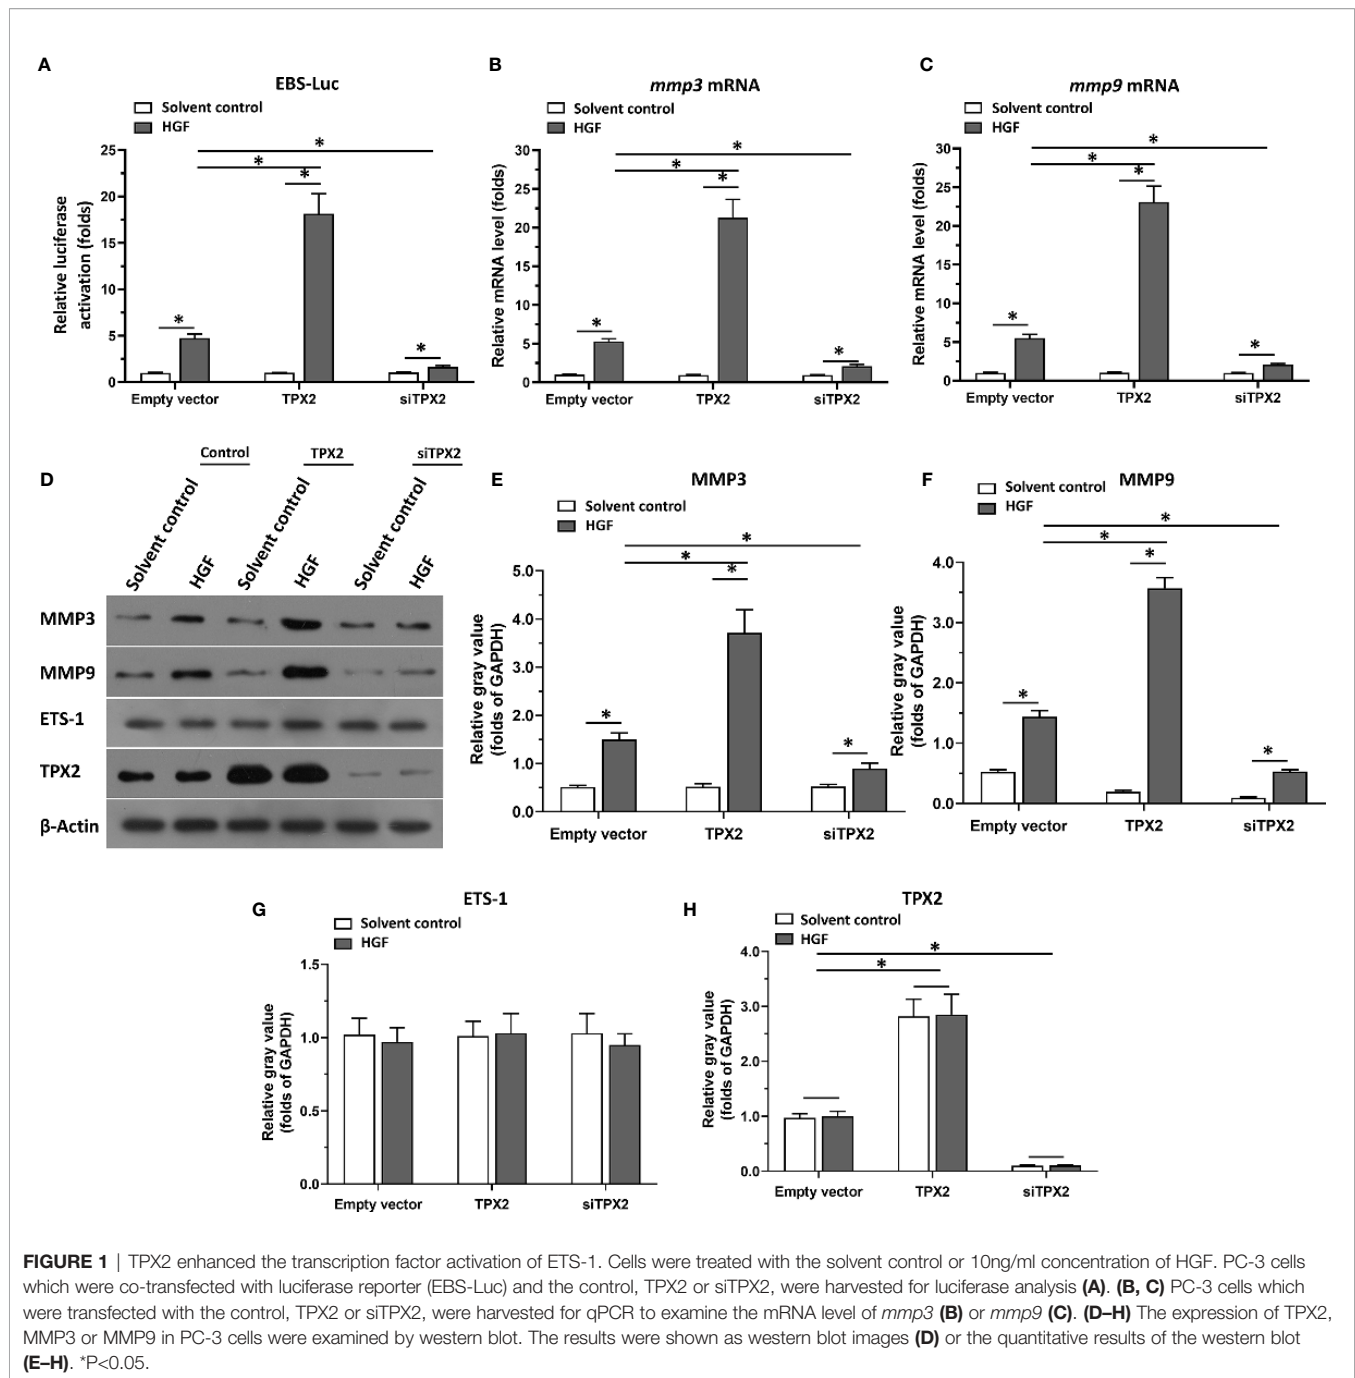 A
EBS-Luc
Solvent control
HGF
Relative luciferase
activation (folds)
25
20
15
10
5
0
*
*
*
*
*
Empty vector
TPX2
siTPX2
B
mmp3 mRNA
Solvent control
HGF
Relative mRNA level (folds)
30
25
20
15
10
5
0
*
*
*
*
*
Empty vector
TPX2
siTPX2
C
mmp9 mRNA
Solvent control
HGF
Relative mRNA level (folds)
30
25
20
15
10
5
0
*
*
*
*
*
Empty vector
TPX2
siTPX2
D
Control
TPX2
siTPX2
Solvent control
HGF
Solvent control
HGF
Solvent control
HGF
MMP3
MMP9
ETS-1
TPX2
β-Actin
E
MMP3
Solvent control
HGF
Relative gray value
(folds of GAPDH)
5.0
4.0
3.0
2.0
1.0
0.0
*
*
*
*
*
Empty vector
TPX2
siTPX2
F
MMP9
Solvent control
HGF
Relative gray value
(folds of GAPDH)
4.0
3.0
2.0
1.0
0.0
*
*
*
*
*
Empty vector
TPX2
siTPX2
G
ETS-1
Solvent control
HGF
Relative gray value
(folds of GAPDH)
1.5
1.0
0.5
0.0
Empty vector
TPX2
siTPX2
H
TPX2
Solvent control
HGF
Relative gray value
(folds of GAPDH)
4.0
3.0
2.0
1.0
0.0
*
*
Empty vector
TPX2
siTPX2
FIGURE 1 | TPX2 enhanced the transcription factor activation of ETS-1. Cells were treated with the solvent control or 10ng/ml concentration of HGF. PC-3 cells
which were co-transfected with luciferase reporter (EBS-Luc) and the control, TPX2 or siTPX2, were harvested for luciferase analysis (A). (B, C) PC-3 cells which
were transfected with the control, TPX2 or siTPX2, were harvested for qPCR to examine the mRNA level of mmp3 (B) or mmp9 (C). (D–H) The expression of TPX2,
MMP3 or MMP9 in PC-3 cells were examined by western blot. The results were shown as western blot images (D) or the quantitative results of the western blot
(E–H). *P<0.05.